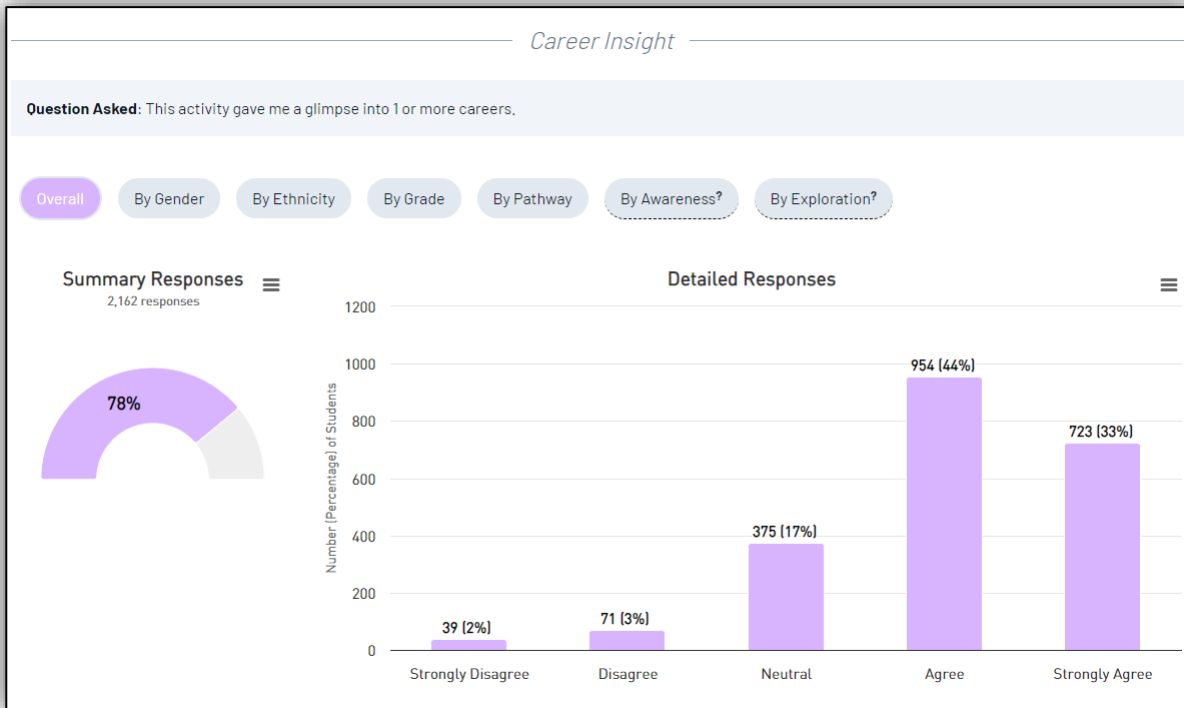 Career Insight
Question Asked: This activity gave me a glimpse into 1 or more careers.
Overall
By Gender
By Ethnicity
By Grade
By Pathway
By Awareness?
By Exploration?
Summary Responses
2,162 responses
78%
Detailed Responses
Number (Percentage) of Students
1200
1000
800
600
400
200
0
39 (2%)
71 (3%)
375 (17%)
954 (44%)
723 (33%)
Strongly Disagree
Disagree
Neutral
Agree
Strongly Agree